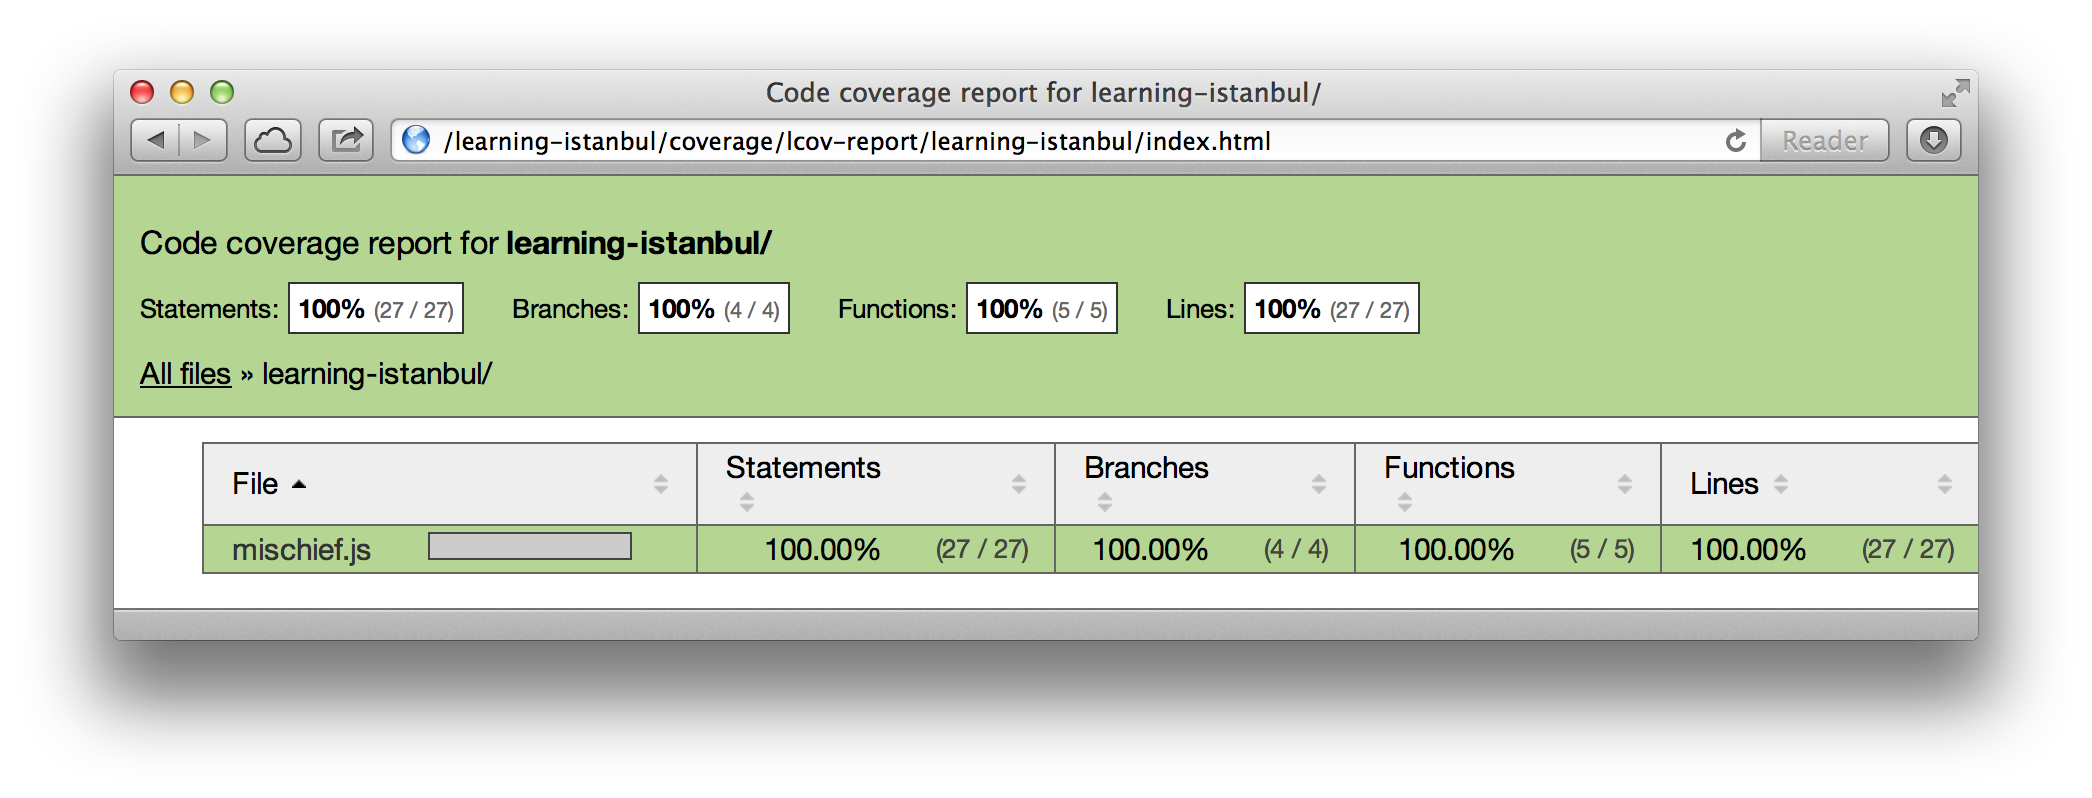 Code coverage report for learning-istanbul/
/learning-istanbul/coverage/lcov-report/learning-istanbul/index.html Reader
Code coverage report for learning-istanbul/
Statements: 100% (27 / 27) Branches: 100% (4 / 4) Functions: 100% (5 / 5) Lines: 100% (27 / 27)
All files » learning-istanbul/
File Statements Branches Functions Lines
mischief.js 100.00% (27 / 27) 100.00% (4 / 4) 100.00% (5 / 5) 100.00% (27 / 27)